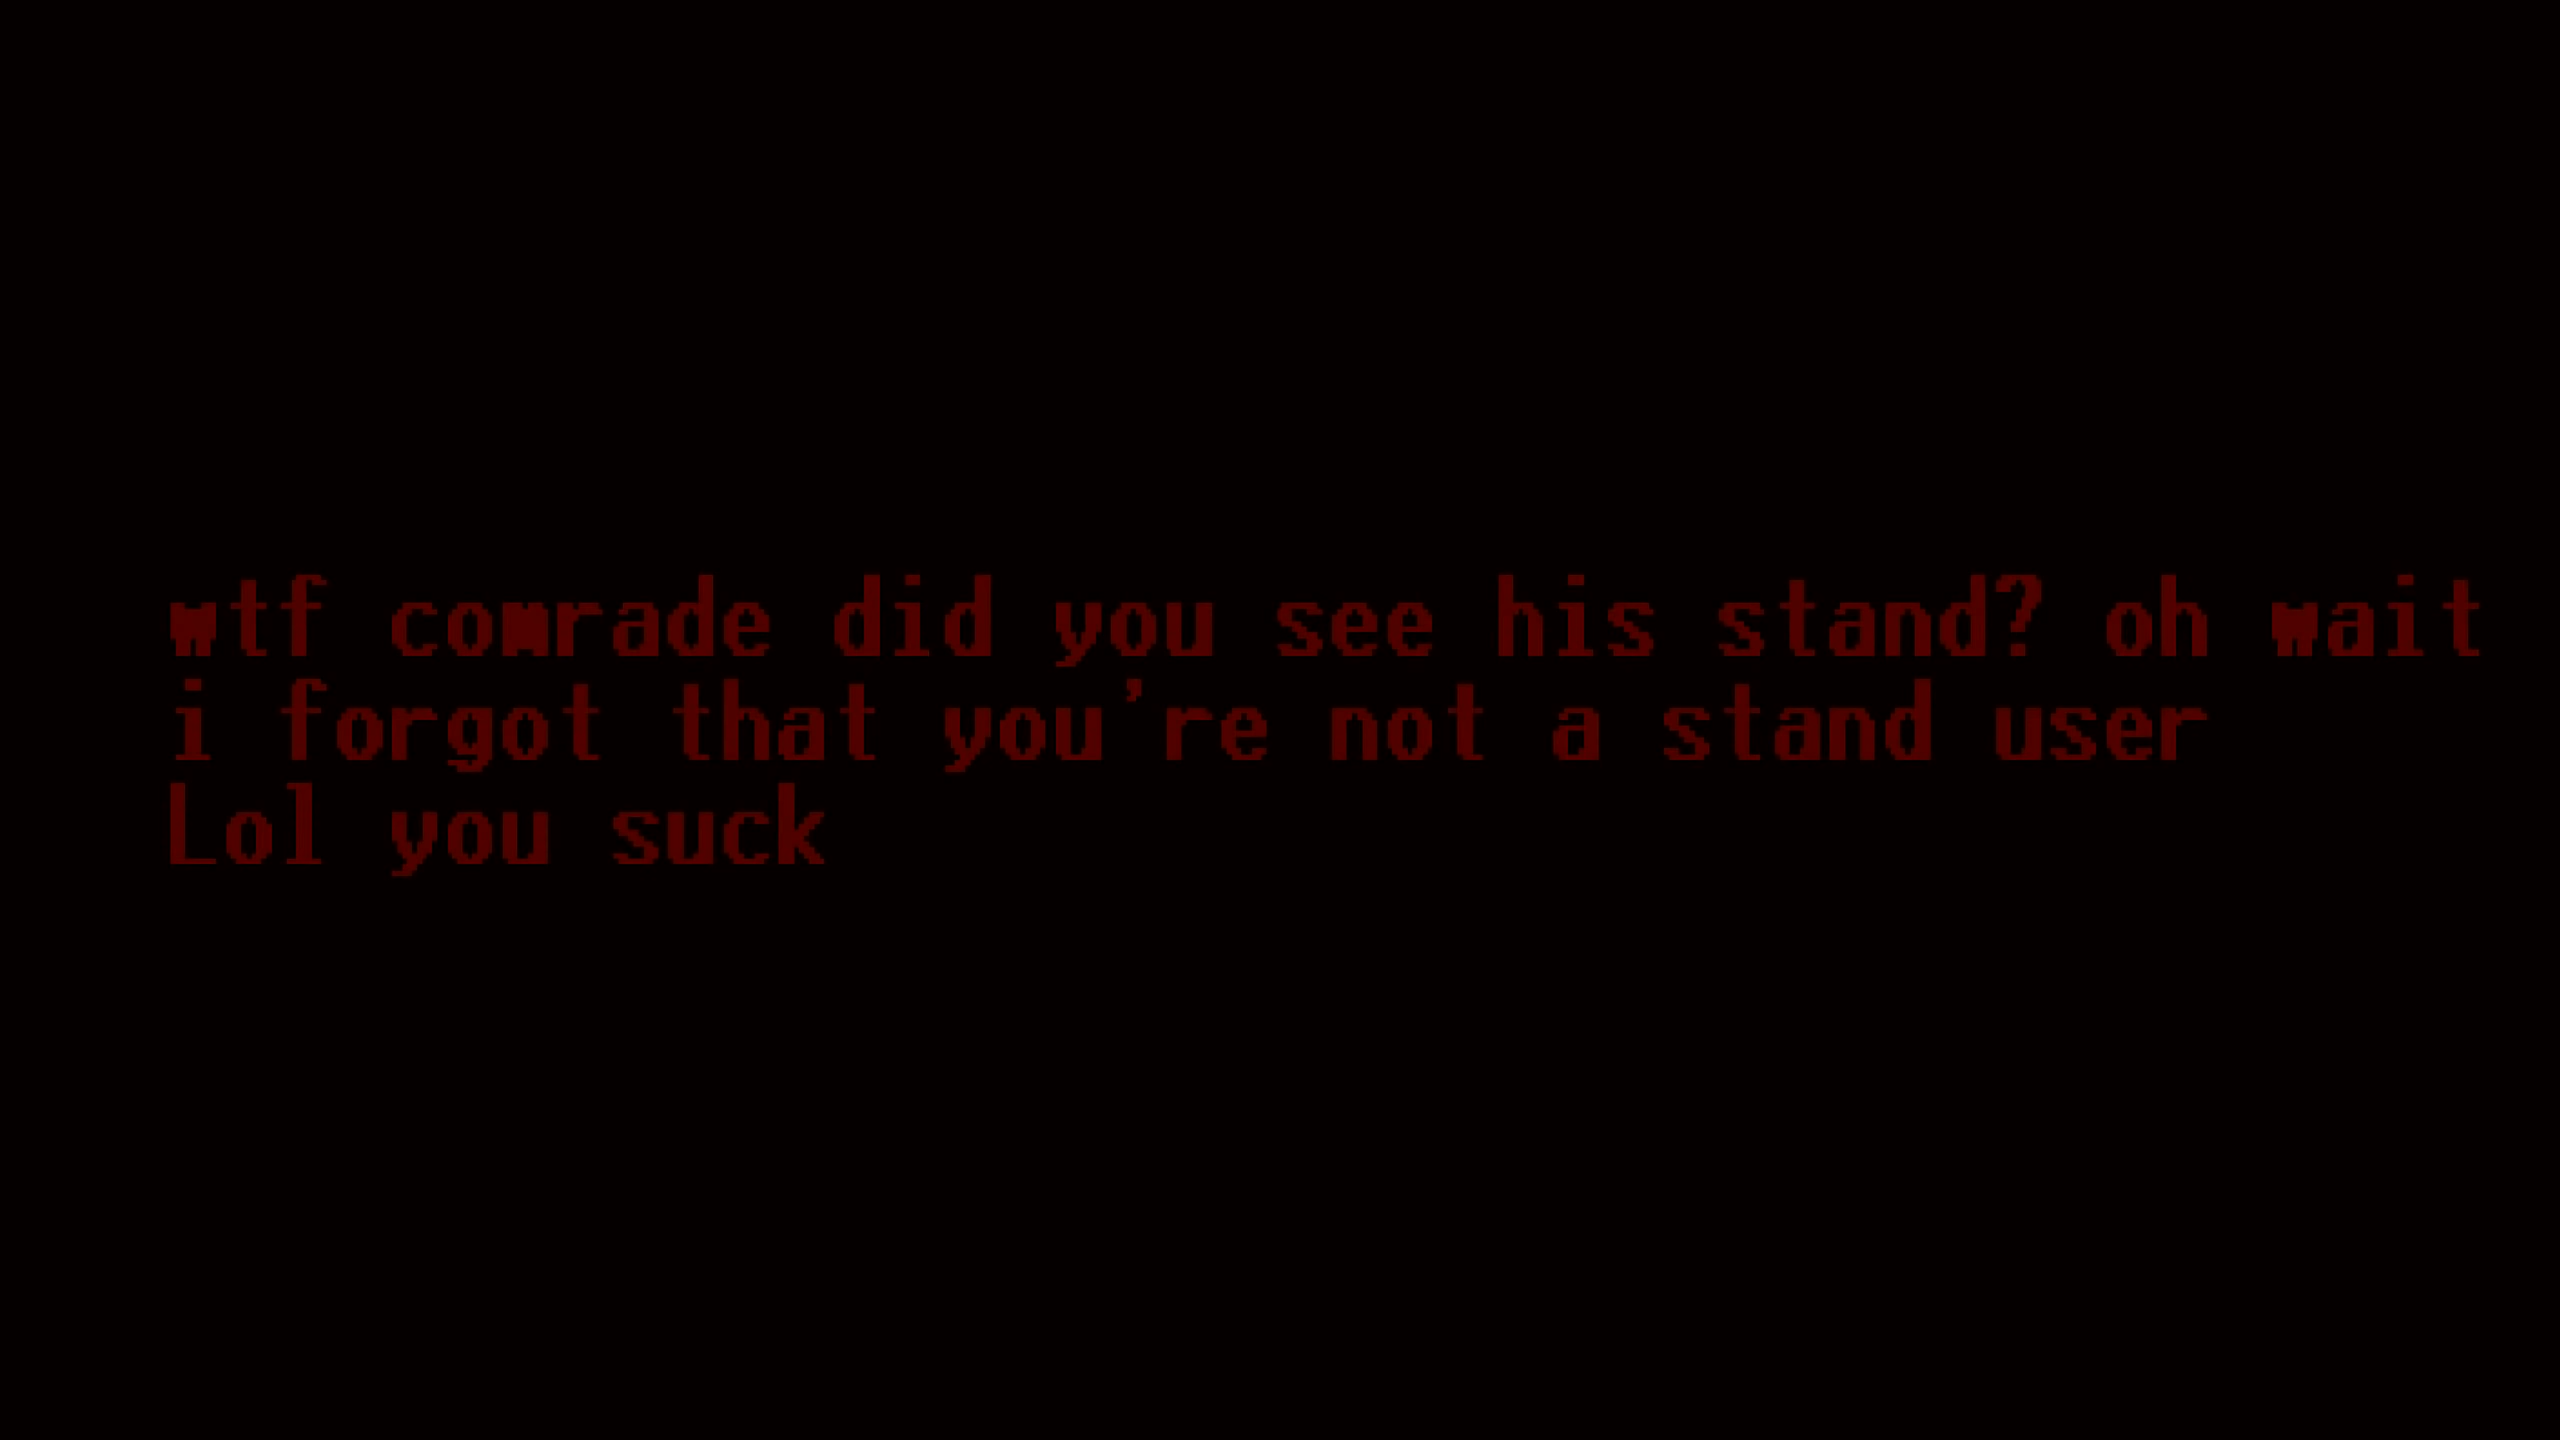 wtf comrade did you see his stand? oh wait
i forgot that you're not a stand user
Lol you suck